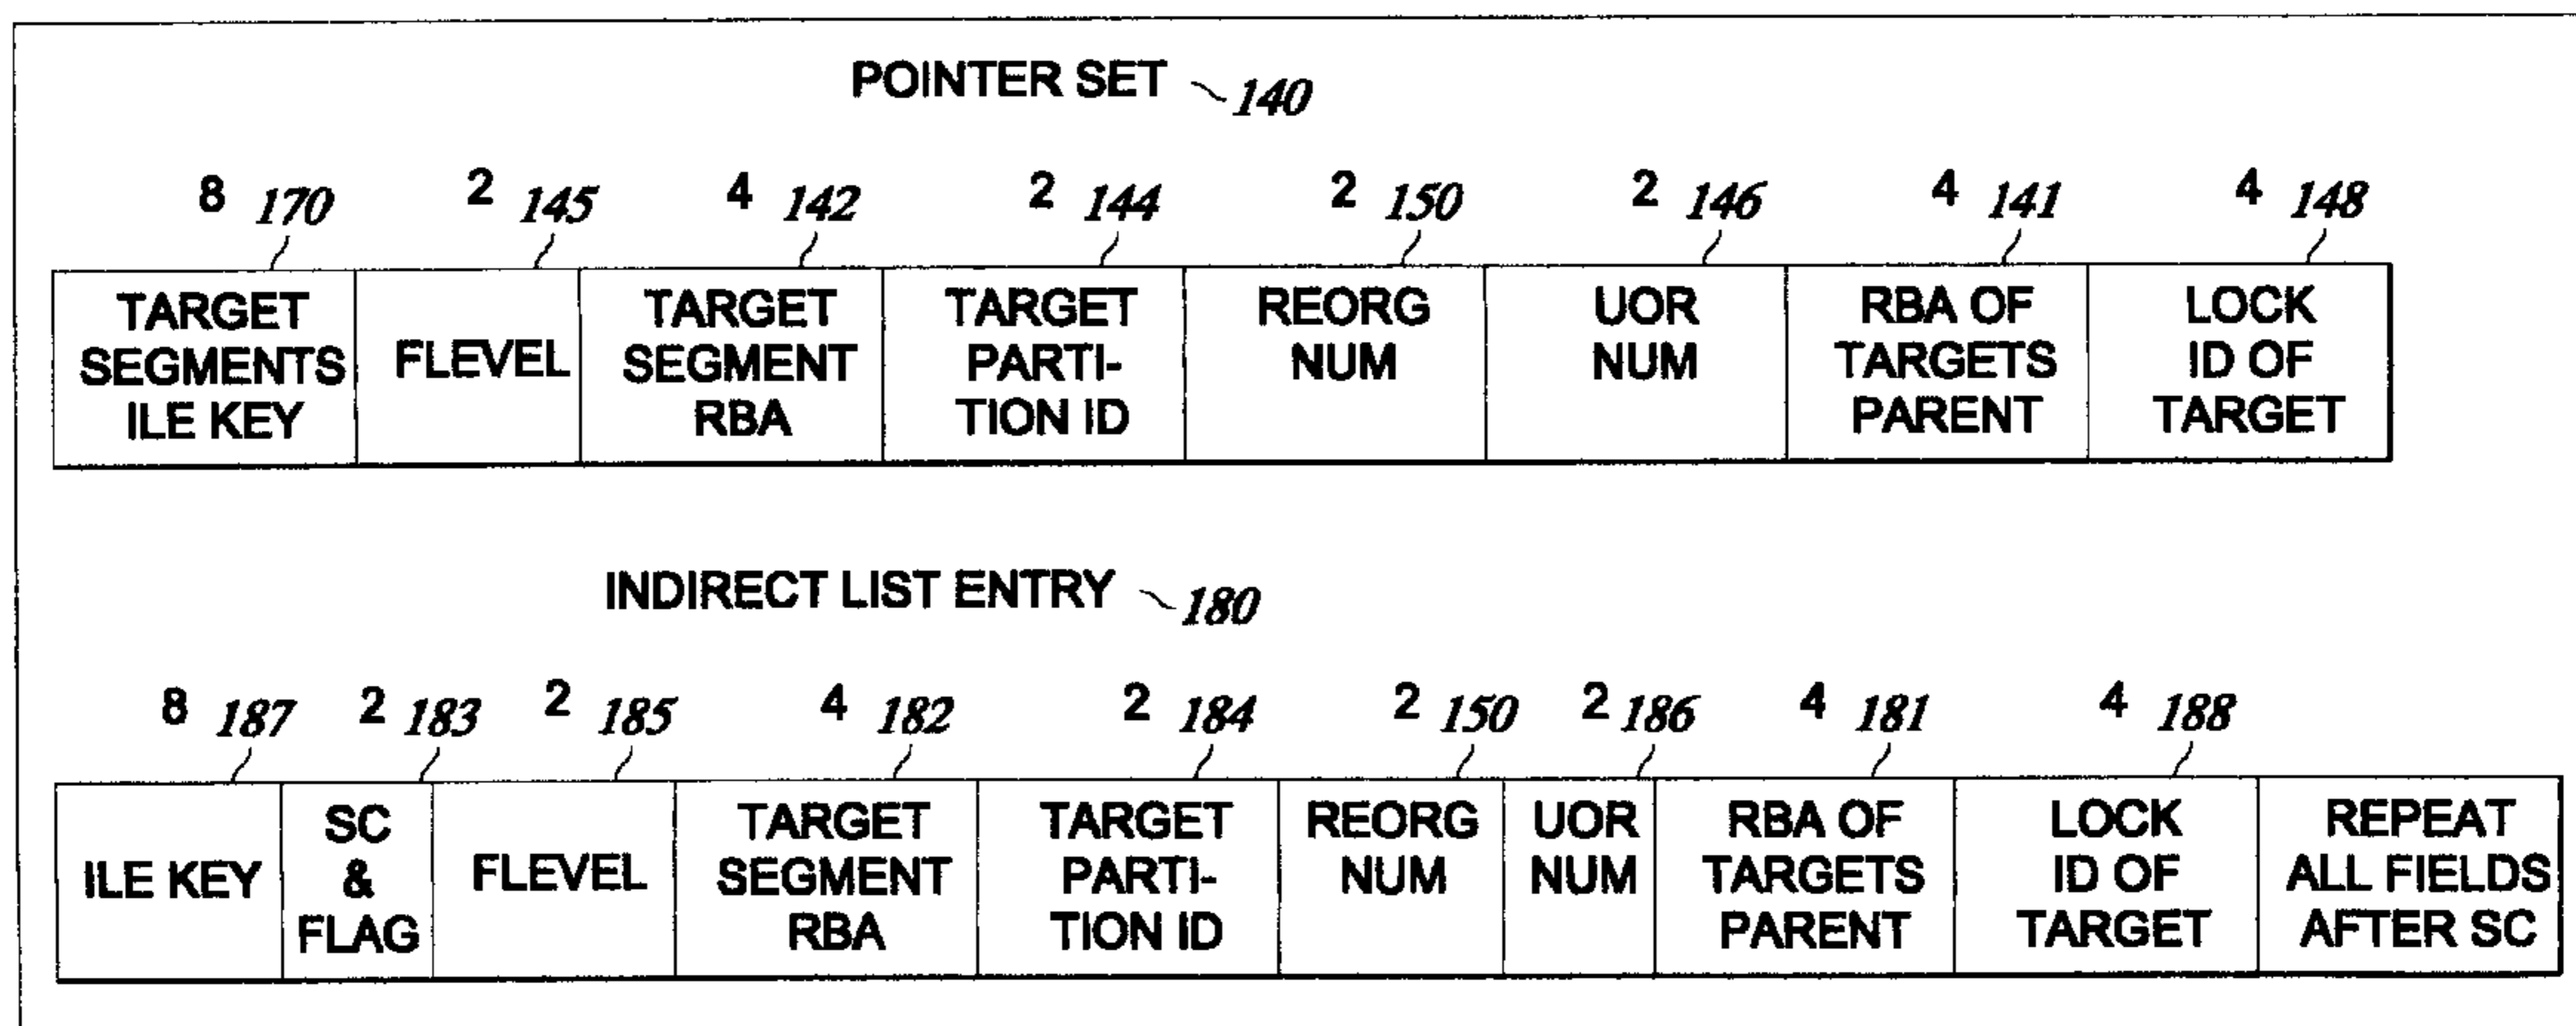 POINTER SET 140
8 170 2 145 4 142 2 144 2 150 2 146 4 141 4 148
TARGET SEGMENTS ILE KEY
FLEVEL
TARGET SEGMENT RBA
TARGET PARTI- TION ID
REORG NUM
UOR NUM
RBA OF TARGETS PARENT
LOCK ID OF TARGET
INDIRECT LIST ENTRY 180
8 187 2 183 2 185 4 182 2 184 2 150 2 186 4 181 4 188
ILE KEY
SC & FLAG
FLEVEL
TARGET SEGMENT RBA
TARGET PARTI- TION ID
REORG NUM
UOR NUM
RBA OF TARGETS PARENT
LOCK ID OF TARGET
REPEAT ALL FIELDS AFTER SC